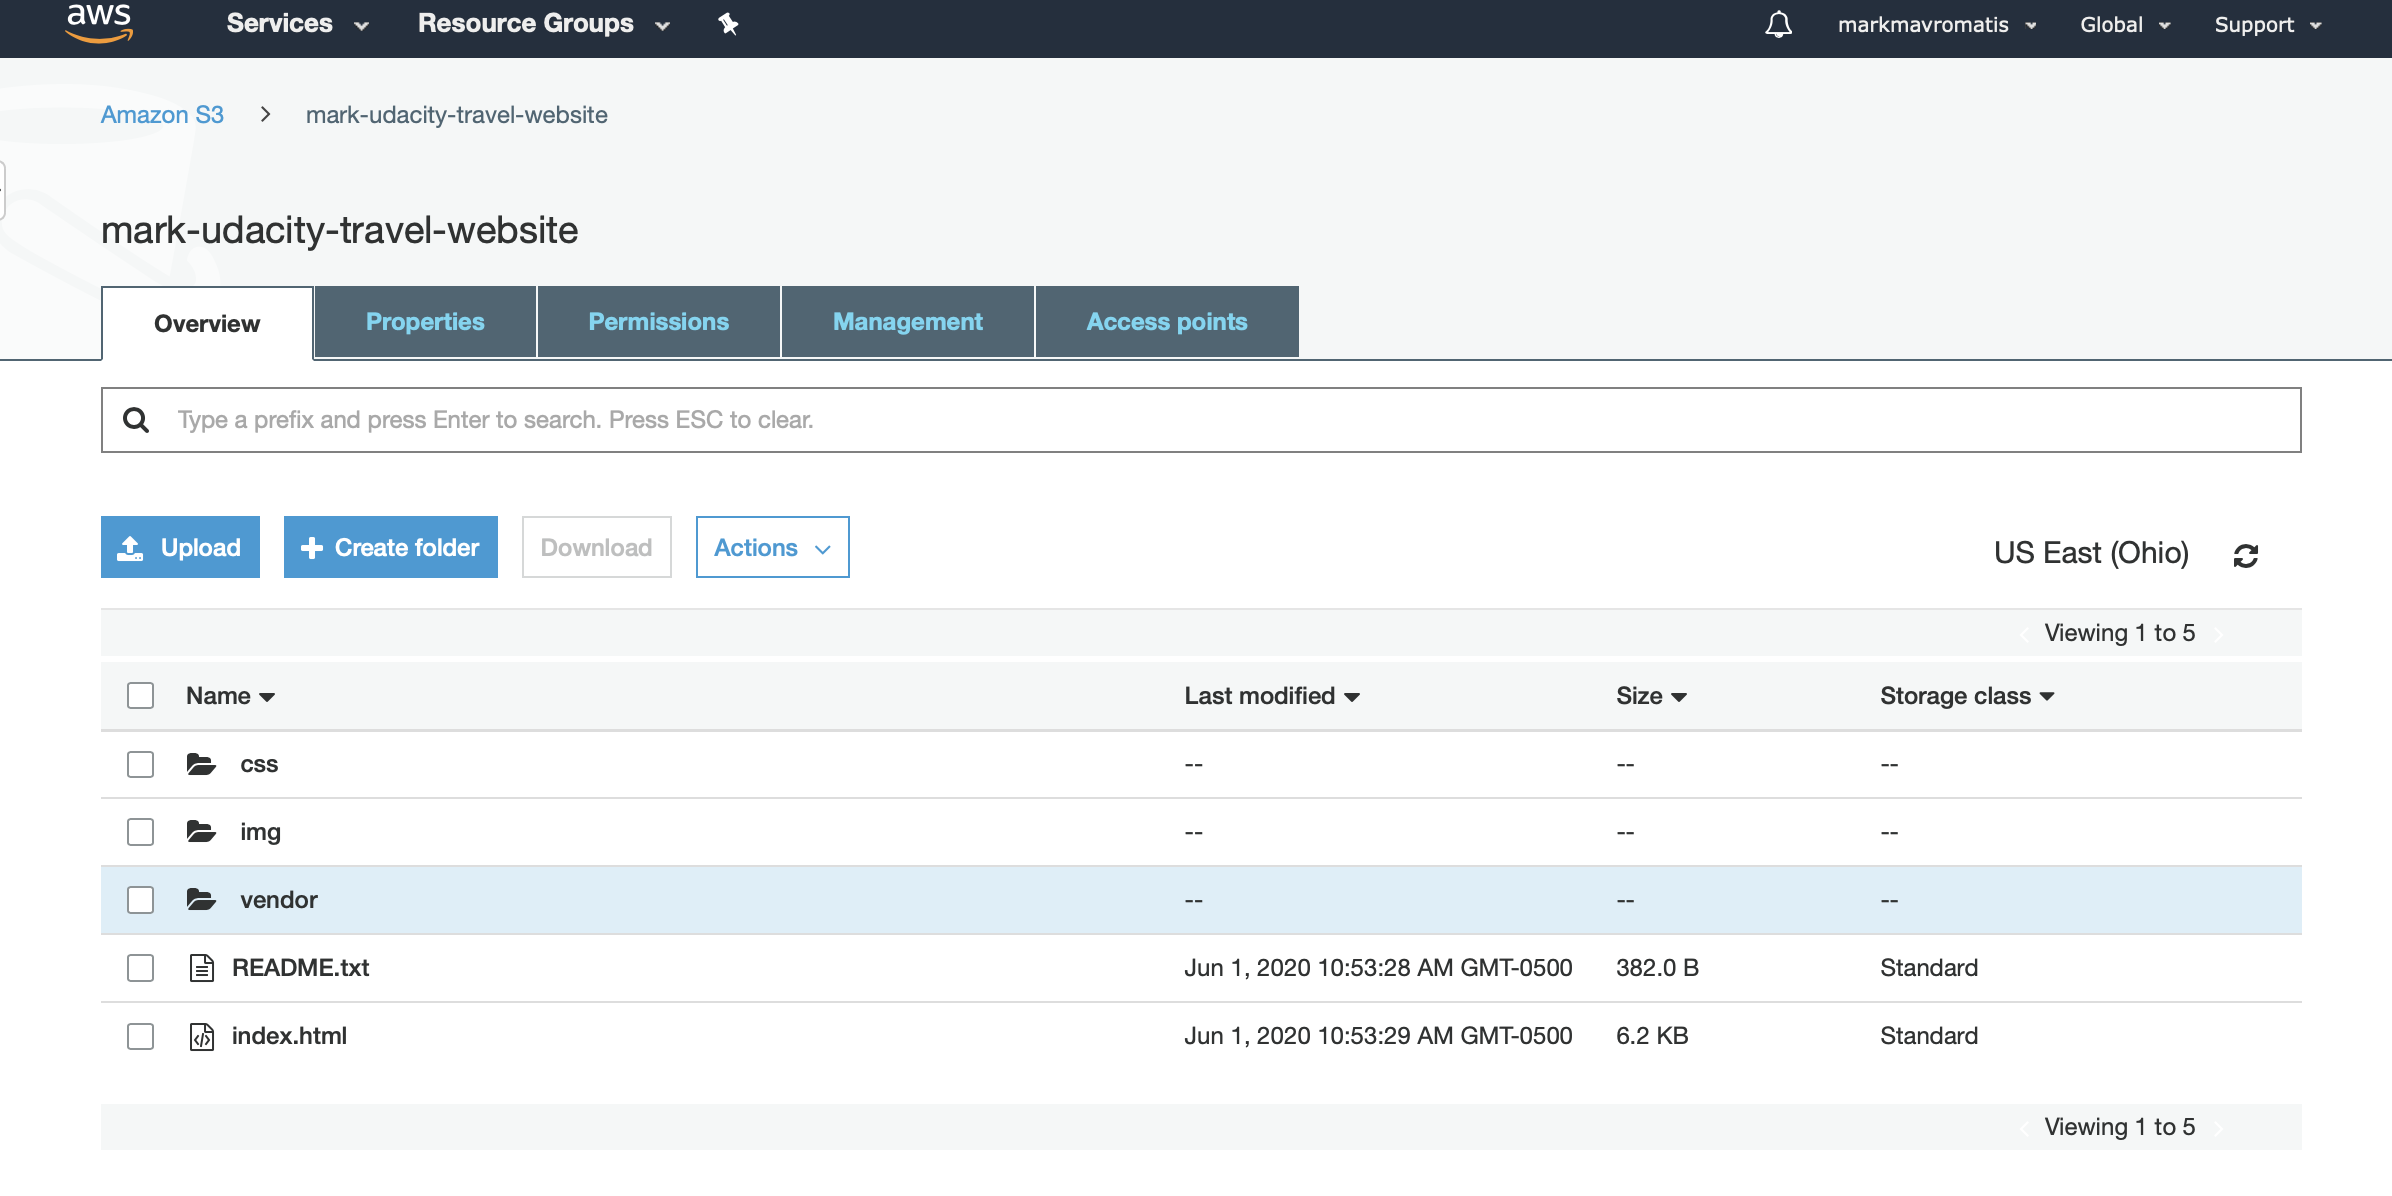 aws Services Resource Groups markmavromatis Global Support
Amazon S3 > mark-udacity-travel-website
mark-udacity-travel-website
Overview Properties Permissions Management Access points
Type a prefix and press Enter to search. Press ESC to clear.
Upload Create folder Download Actions US East (Ohio)
Viewing 1 to 5
Name Last modified Size Storage class
css -- -- --
img -- -- --
vendor -- -- --
README.txt Jun 1, 2020 10:53:28 AM GMT-0500 382.0 B Standard
index.html Jun 1, 2020 10:53:29 AM GMT-0500 6.2 KB Standard
Viewing 1 to 5